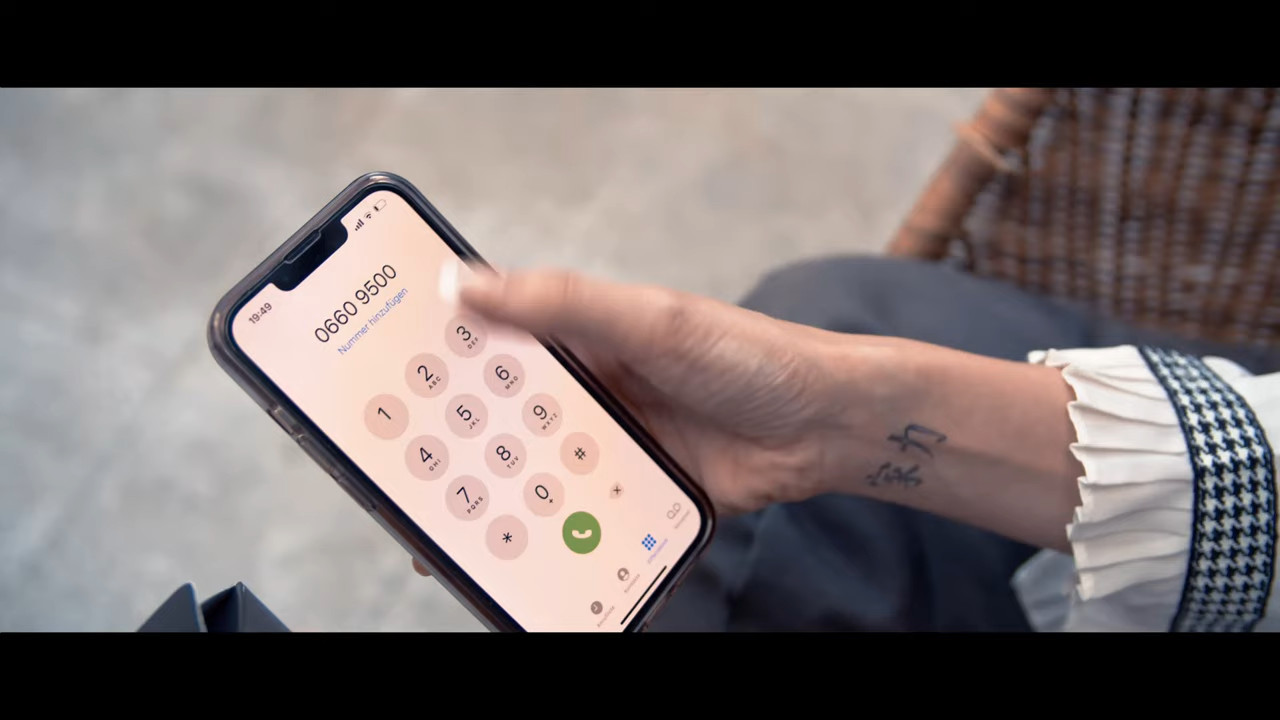 19:49
0660 9500
Nummer hinzufügen
1
2
ABC
3
DEF
4
GHI
5
JKL
6
MNO
7
PQRS
8
TUV
9
WXYZ
*
0
+
#